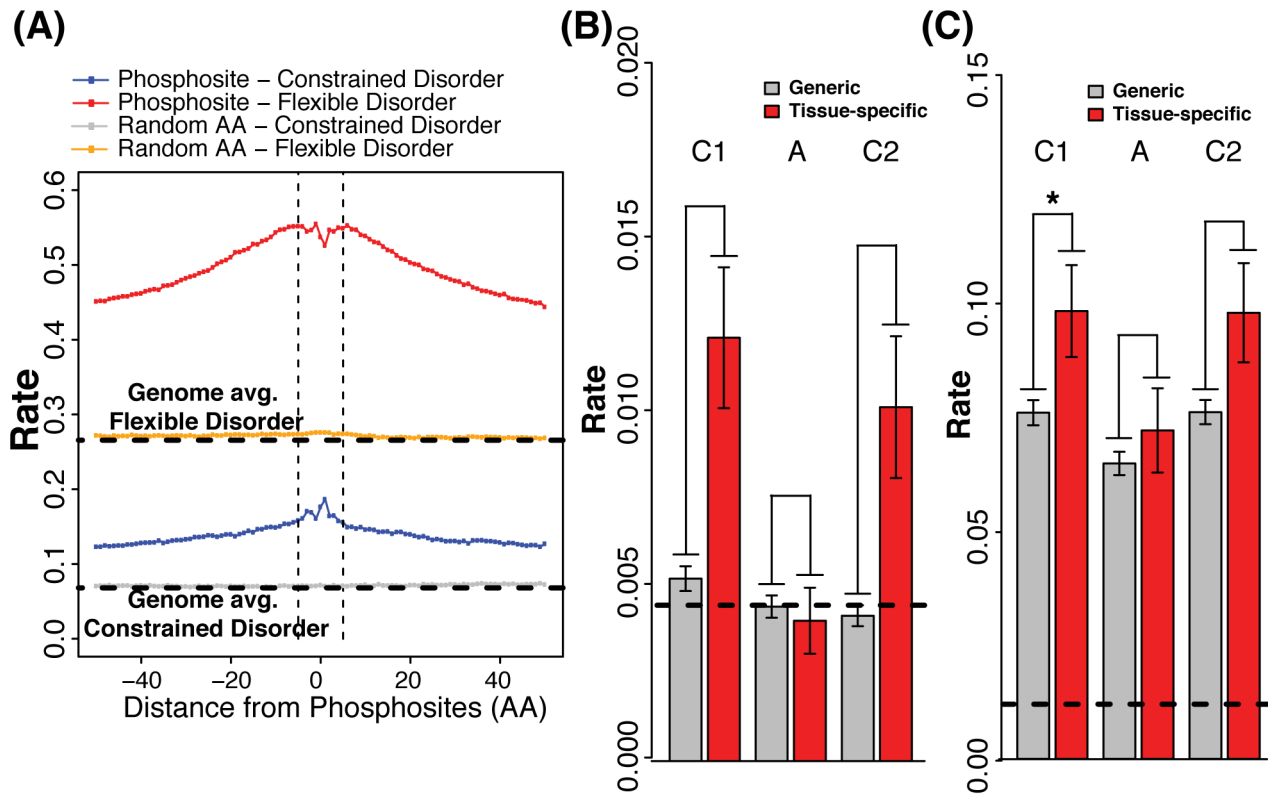 (A)
Phosphosite – Constrained Disorder
Phosphosite – Flexible Disorder
Random AA – Constrained Disorder
Random AA – Flexible Disorder
Rate
0.6
0.5
0.4
0.3
0.2
0.1
0.0
Genome avg.
Flexible Disorder
Genome avg.
Constrained Disorder
−40 −20 0 20 40
Distance from Phosphosites (AA)
(B)
Rate
0.020
0.015
0.010
0.005
0.000
Generic
Tissue-specific
C1 A C2
(C)
Rate
0.15
0.10
0.05
0.00
Generic
Tissue-specific
C1 A C2
*